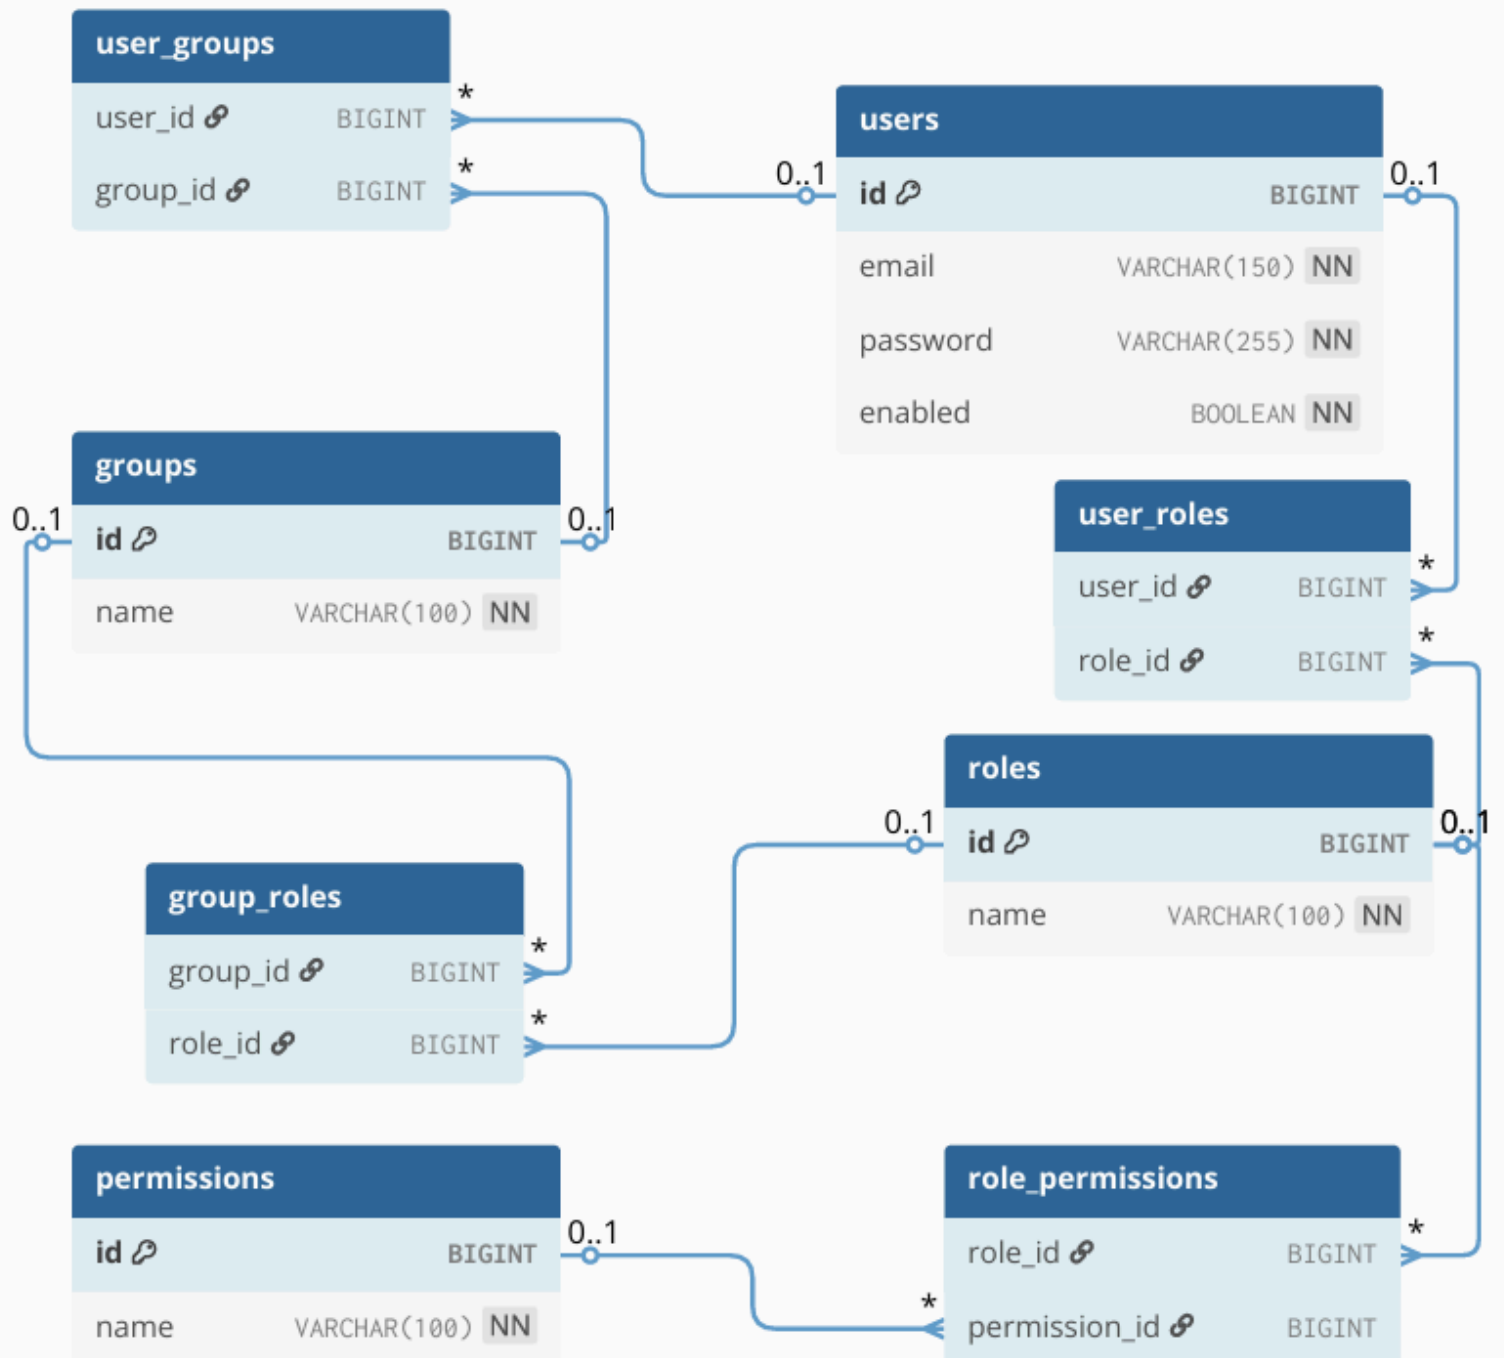 user_groups
*
user_id BIGINT
*
group_id BIGINT
users
0..1
id BIGINT
0..1
email VARCHAR(150) NN
password VARCHAR(255) NN
enabled BOOLEAN NN
groups
0..1
id BIGINT
0..1
name VARCHAR(100) NN
user_roles
*
user_id BIGINT
*
role_id BIGINT
roles
0..1
id BIGINT
0..1
name VARCHAR(100) NN
group_roles
*
group_id BIGINT
*
role_id BIGINT
permissions
0..1
id BIGINT
name VARCHAR(100) NN
role_permissions
*
role_id BIGINT
*
permission_id BIGINT